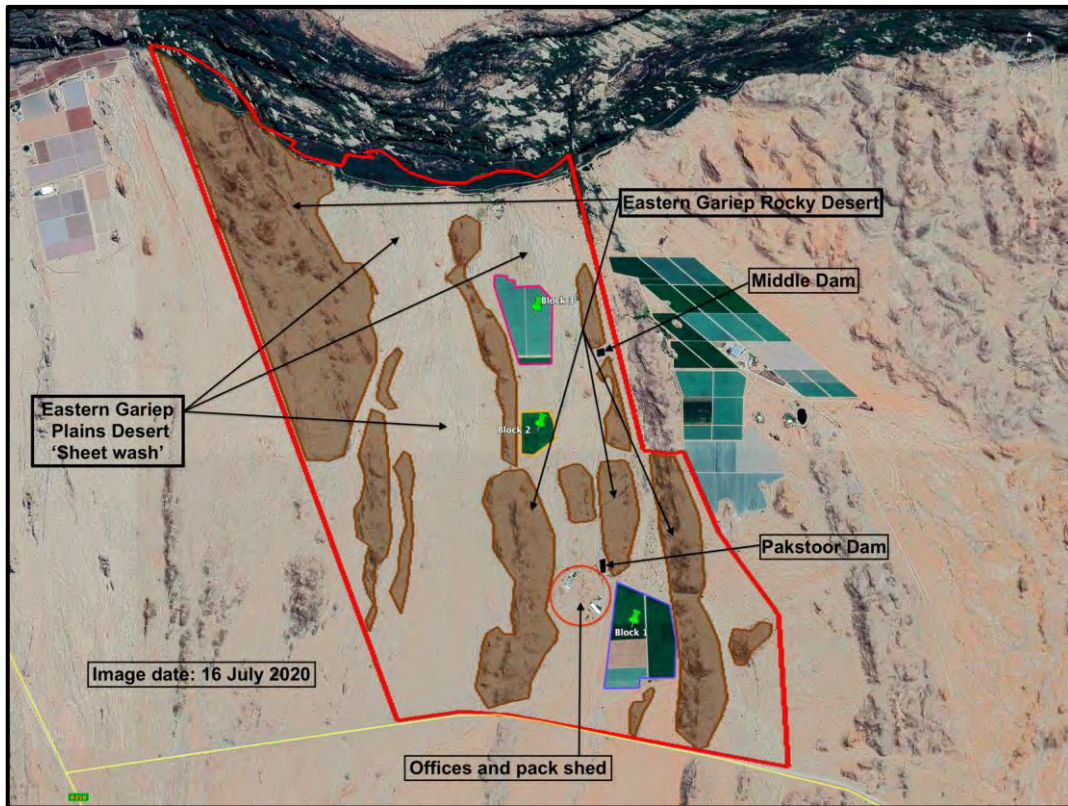 N
Eastern Gariep Rocky Desert
Middle Dam
Block 3
Eastern Gariep
Plains Desert
‘Sheet wash’
Block 2
Pakstoor Dam
Block 1
Image date: 16 July 2020
Offices and pack shed